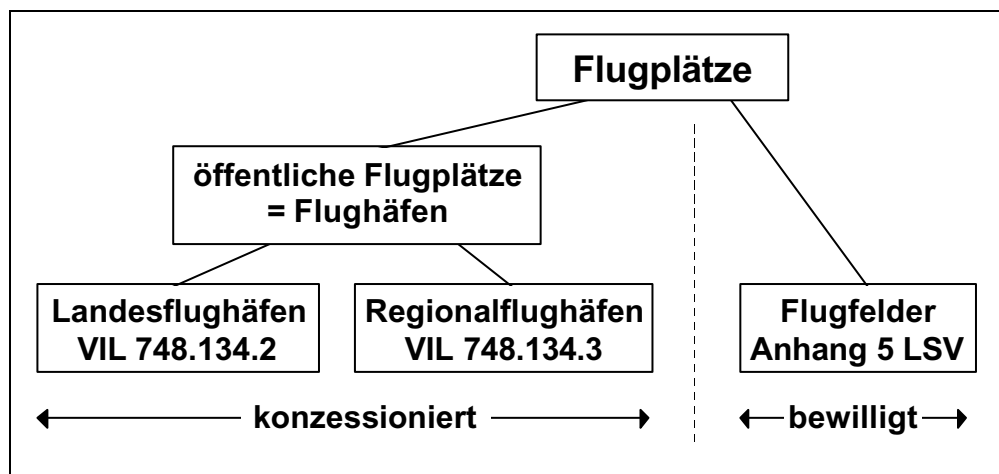 Flugplätze
öffentliche Flugplätze
= Flughäfen
Landesflughäfen
VIL 748.134.2
Regionalflughäfen
VIL 748.134.3
Flugfelder
Anhang 5 LSV
konzessioniert
bewilligt